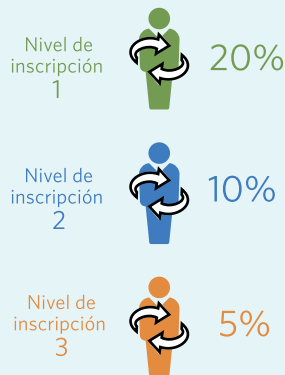 Nivel de
inscripción
1
20%
Nivel de
inscripción
2
10%
Nivel de
inscripción
3
5%